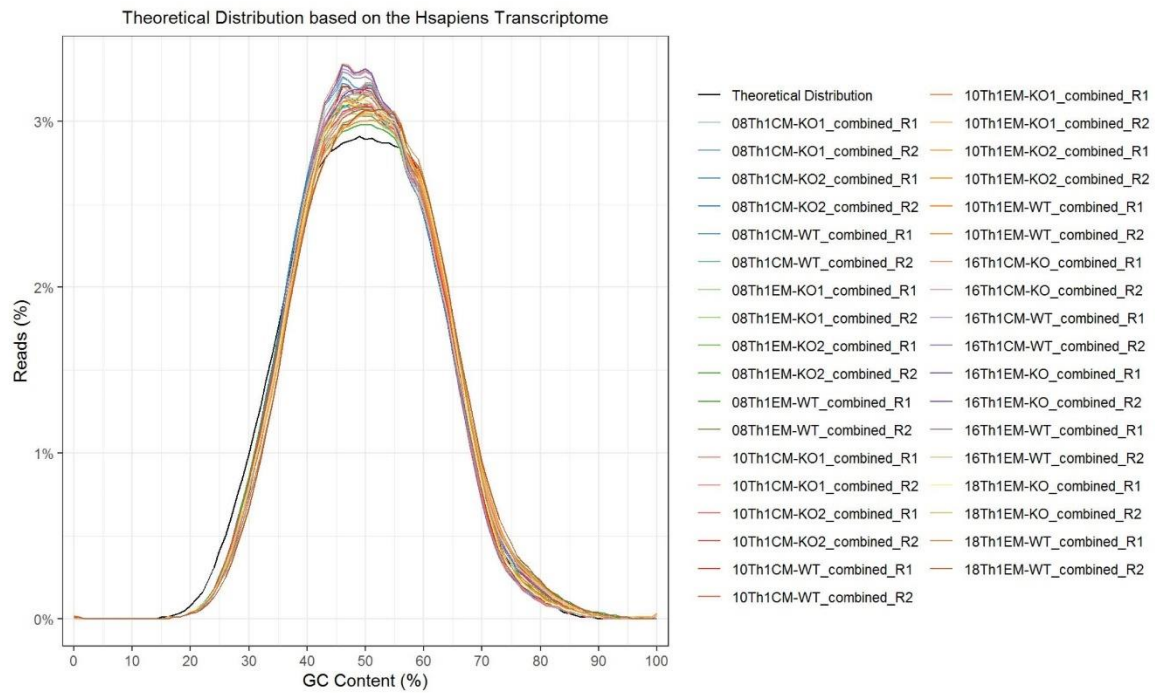 Theoretical Distribution based on the Hsapiens Transcriptome
3%
2%
1%
0%
Reads (%)
0 10 20 30 40 50 60 70 80 90 100
GC Content (%)
Theoretical Distribution
08Th1CM-KO1_combined_R1
08Th1CM-KO1_combined_R2
08Th1CM-KO2_combined_R1
08Th1CM-KO2_combined_R2
08Th1CM-WT_combined_R1
08Th1CM-WT_combined_R2
08Th1EM-KO1_combined_R1
08Th1EM-KO1_combined_R2
08Th1EM-KO2_combined_R1
08Th1EM-KO2_combined_R2
08Th1EM-WT_combined_R1
08Th1EM-WT_combined_R2
10Th1CM-KO1_combined_R1
10Th1CM-KO1_combined_R2
10Th1CM-KO2_combined_R1
10Th1CM-KO2_combined_R2
10Th1CM-WT_combined_R1
10Th1CM-WT_combined_R2
10Th1EM-KO1_combined_R1
10Th1EM-KO1_combined_R2
10Th1EM-KO2_combined_R1
10Th1EM-KO2_combined_R2
10Th1EM-WT_combined_R1
10Th1EM-WT_combined_R2
16Th1CM-KO_combined_R1
16Th1CM-KO_combined_R2
16Th1CM-WT_combined_R1
16Th1CM-WT_combined_R2
16Th1EM-KO_combined_R1
16Th1EM-KO_combined_R2
16Th1EM-WT_combined_R1
16Th1EM-WT_combined_R2
18Th1EM-KO_combined_R1
18Th1EM-KO_combined_R2
18Th1EM-WT_combined_R1
18Th1EM-WT_combined_R2